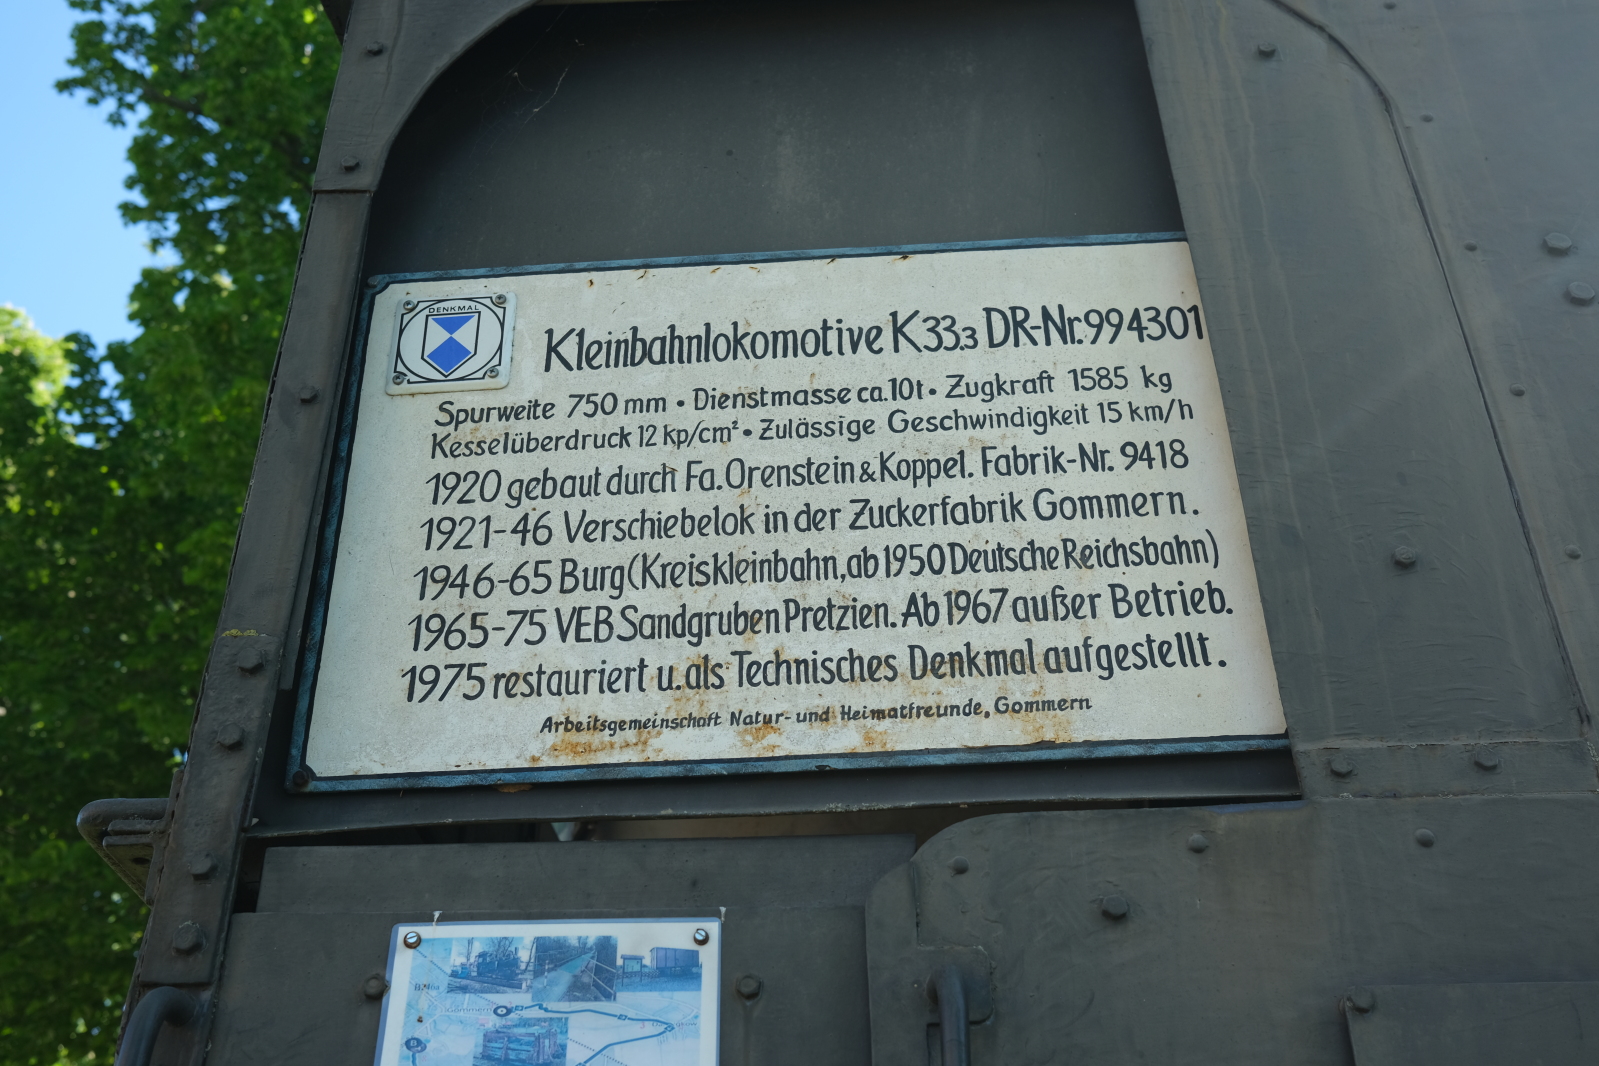 DENKMAL
Kleinbahnlokomotive K33.3 DR-Nr.994301
Spurweite 750 mm • Dienstmasse ca.10t • Zugkraft 1585 kg
Kesselüberdruck 12 kp/cm² • Zulässige Geschwindigkeit 15 km/h
1920 gebaut durch Fa. Orenstein & Koppel. Fabrik-Nr. 9418
1921-46 Verschiebelok in der Zuckerfabrik Gommern.
1946-65 Burg (Kreiskleinbahn, ab 1950 Deutsche Reichsbahn)
1965-75 VEB Sandgruben Pretzien. Ab 1967 außer Betrieb.
1975 restauriert u. als Technisches Denkmal aufgestellt.
Arbeitsgemeinschaft Natur- und Heimatfreunde, Gommern
Gommern